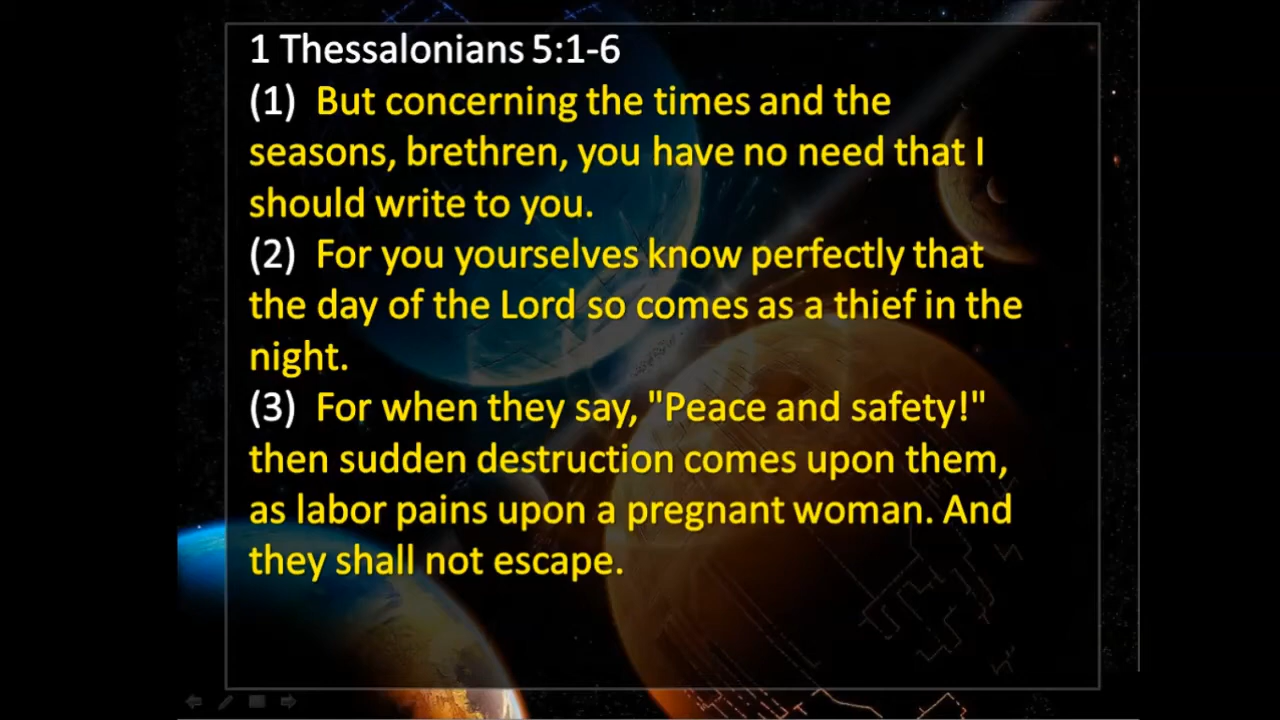 1 Thessalonians 5:1-6
(1) But concerning the times and the
seasons, brethren, you have no need that I
should write to you.
(2) For you yourselves know perfectly that
the day of the Lord so comes as a thief in the
night.
(3) For when they say, "Peace and safety!"
then sudden destruction comes upon them,
as labor pains upon a pregnant woman. And
they shall not escape.